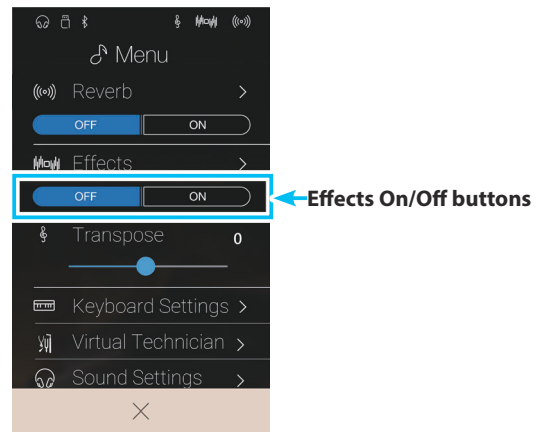 Menu
Reverb
OFF ON
Effects
OFF ON
Effects On/Off buttons
Transpose 0
Keyboard Settings
Virtual Technician
Sound Settings